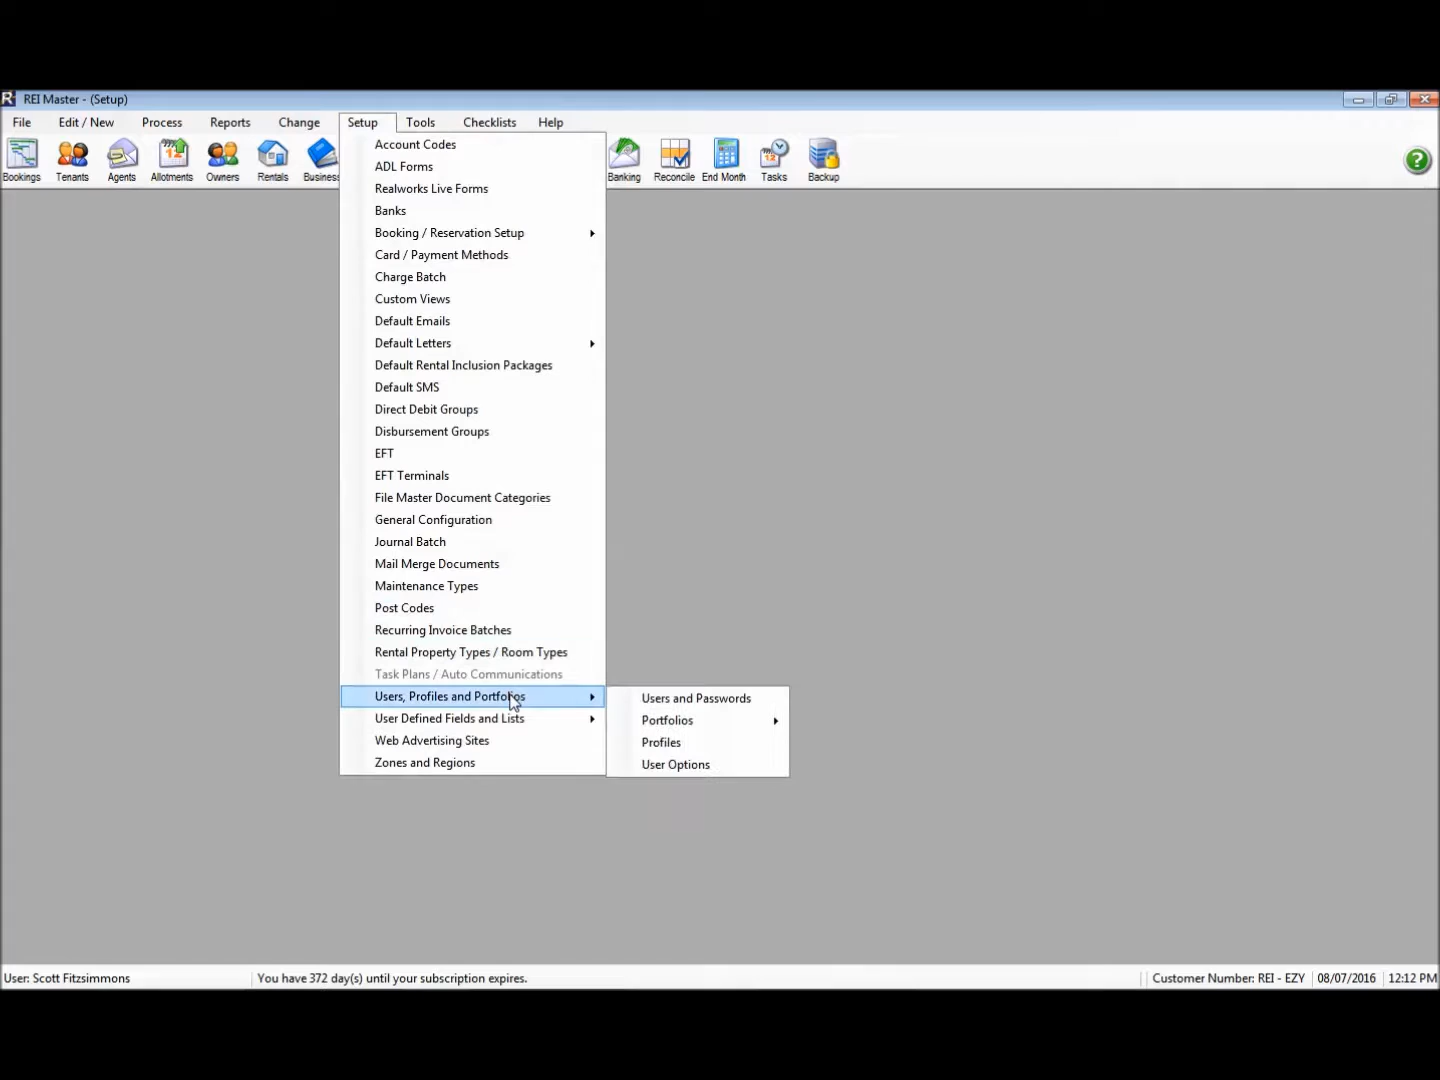 REI Master - (Setup)
File Edit / New Process Reports Change Setup Tools Checklists Help
Bookings Tenants Agents Allotments Owners Rentals Business Banking Reconcile End Month Tasks Backup
Account Codes
ADL Forms
Realworks Live Forms
Banks
Booking / Reservation Setup
Card / Payment Methods
Charge Batch
Custom Views
Default Emails
Default Letters
Default Rental Inclusion Packages
Default SMS
Direct Debit Groups
Disbursement Groups
EFT
EFT Terminals
File Master Document Categories
General Configuration
Journal Batch
Mail Merge Documents
Maintenance Types
Post Codes
Recurring Invoice Batches
Rental Property Types / Room Types
Task Plans / Auto Communications
Users, Profiles and Portfolios
User Defined Fields and Lists
Web Advertising Sites
Zones and Regions
Users and Passwords
Portfolios
Profiles
User Options
User: Scott Fitzsimmons You have 372 day(s) until your subscription expires. Customer Number: REI - EZY 08/07/2016 12:12 PM